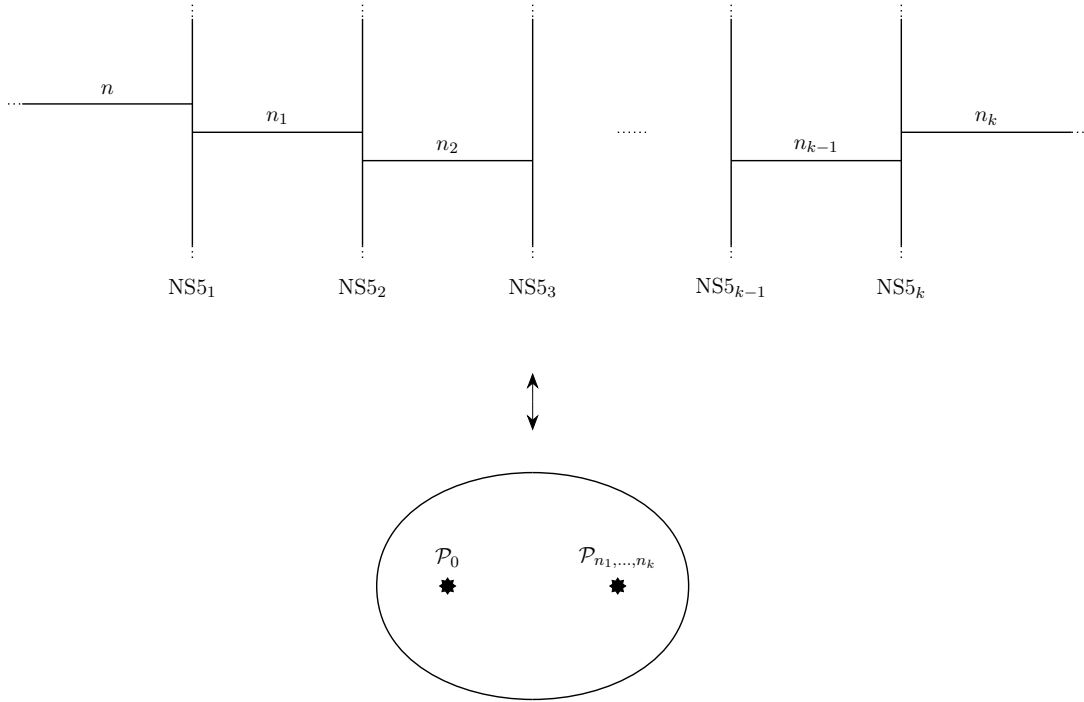 n
n₁
n₂
......
nₖ₋₁
nₖ
NS5₁
NS5₂
NS5₃
NS5ₖ₋₁
NS5ₖ
𝒫₀
𝒫ₙ₁,...,ₙₖ